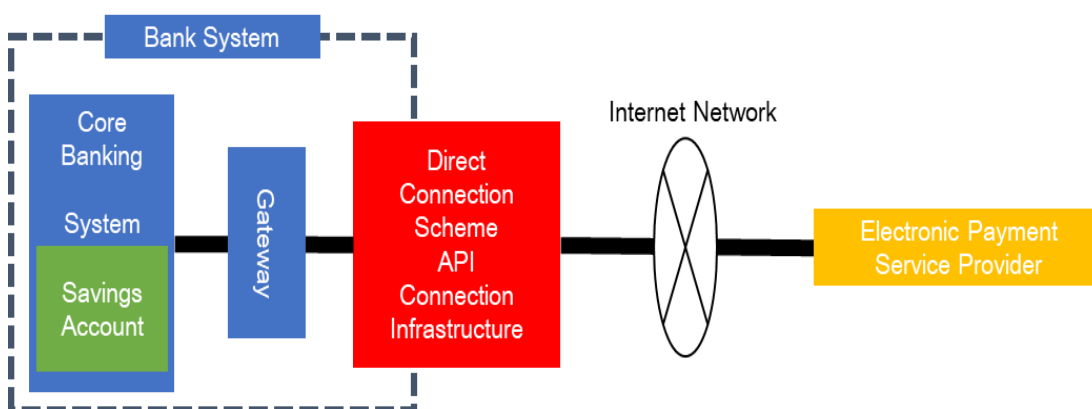 Bank System
Core
Banking
System
Savings
Account
Gateway
Direct
Connection
Scheme
API
Connection
Infrastructure
Internet Network
Electronic Payment
Service Provider